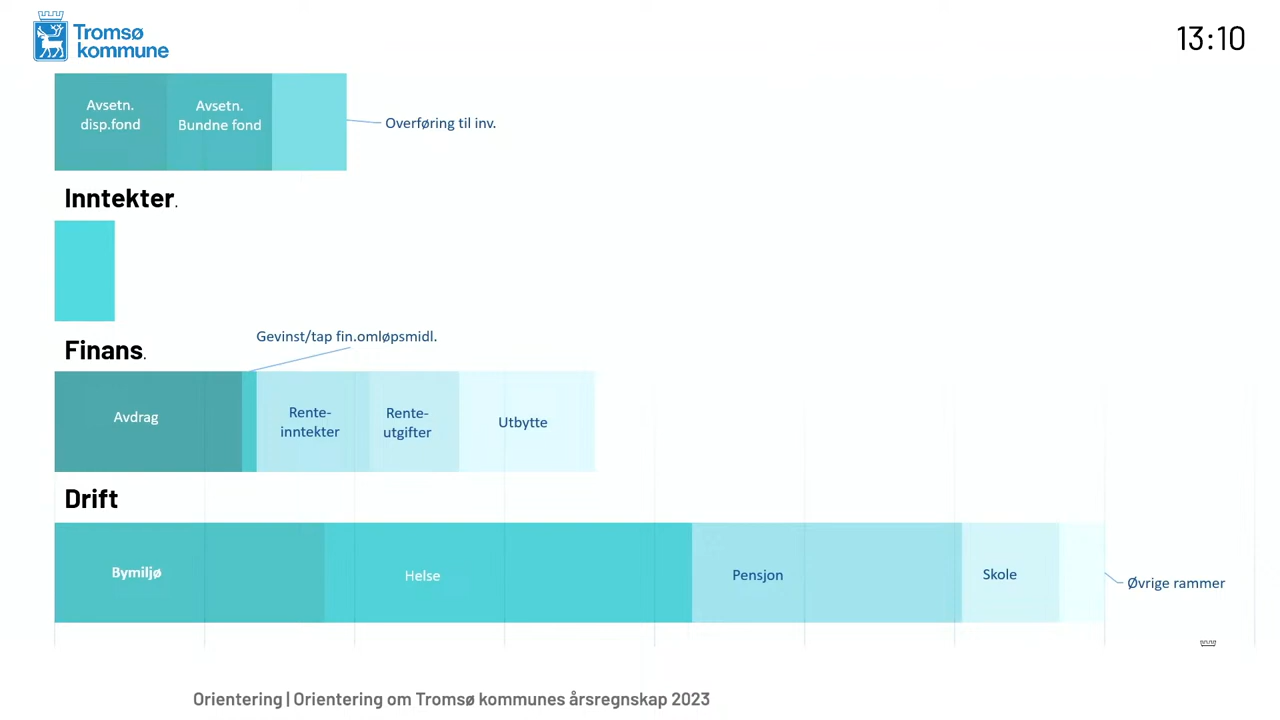 Tromsø
kommune
13:10
Avsetn.
disp.fond
Avsetn.
Bundne fond
Overføring til inv.
Inntekter.
Gevinst/tap fin.omløpsmidl.
Finans.
Avdrag
Rente-
inntekter
Rente-
utgifter
Utbytte
Drift
Bymiljø
Helse
Pensjon
Skole
Øvrige rammer
Orientering | Orientering om Tromsø kommunes årsregnskap 2023